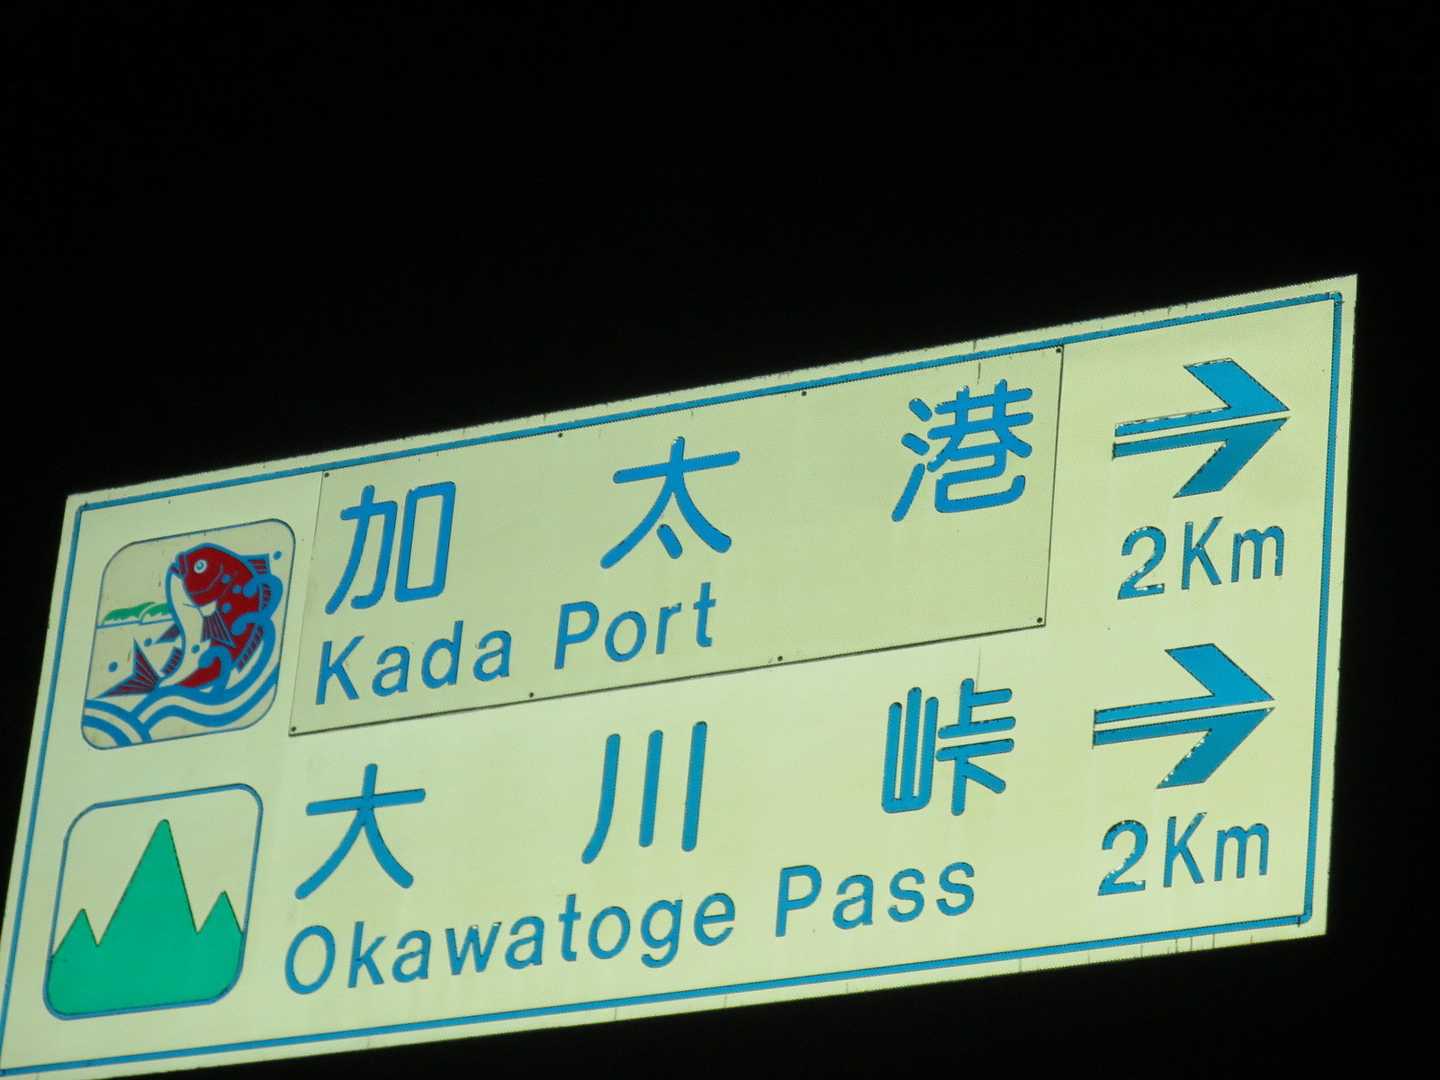 加太港
2Km
Kada Port
大川峠
2Km
Okawatoge Pass